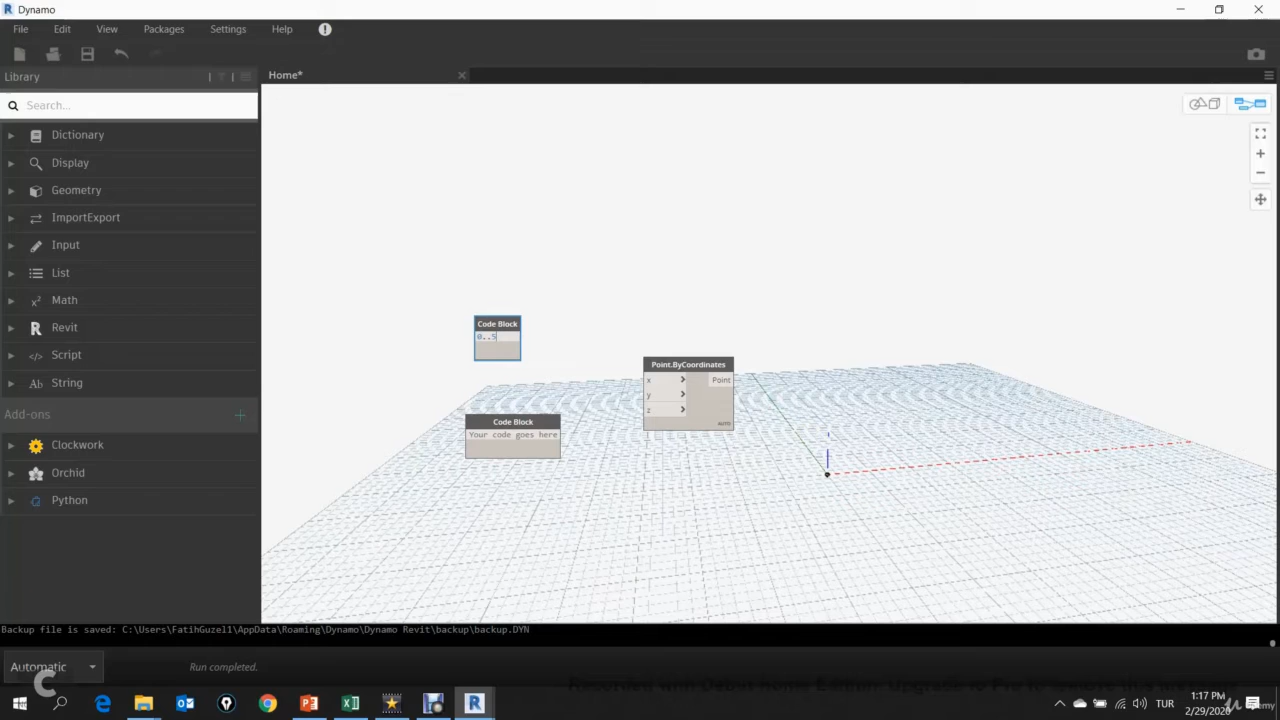 Dynamo
File Edit View Packages Settings Help
Library
Home*
Search...
Dictionary
Display
Geometry
ImportExport
Input
List
Math
Revit
Script
String
Add-ons
Clockwork
Orchid
Python
Code Block
0..5
Point.ByCoordinates
x Point
y
z
AUTO
Code Block
Your code goes here
Backup file is saved: C:\Users\FatihGuzel1\AppData\Roaming\Dynamo\Dynamo Revit\backup\backup.DYN
Automatic Run completed.
TUR
1:17 PM
2/29/2020
Udemy